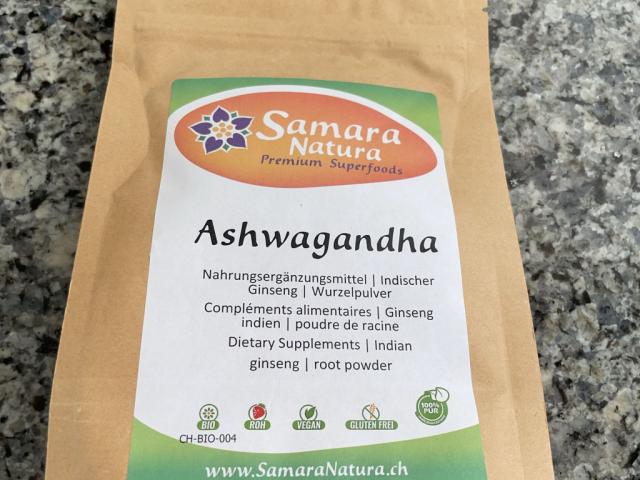 Samara
Natura
Premium Superfoods
Ashwagandha
Nahrungsergänzungsmittel | Indischer
Ginseng | Wurzelpulver
Compléments alimentaires | Ginseng
indien | poudre de racine
Dietary Supplements | Indian
ginseng | root powder
BIO ROH VEGAN GLUTEN FREI 100% PUR
CH-BIO-004
www.SamaraNatura.ch